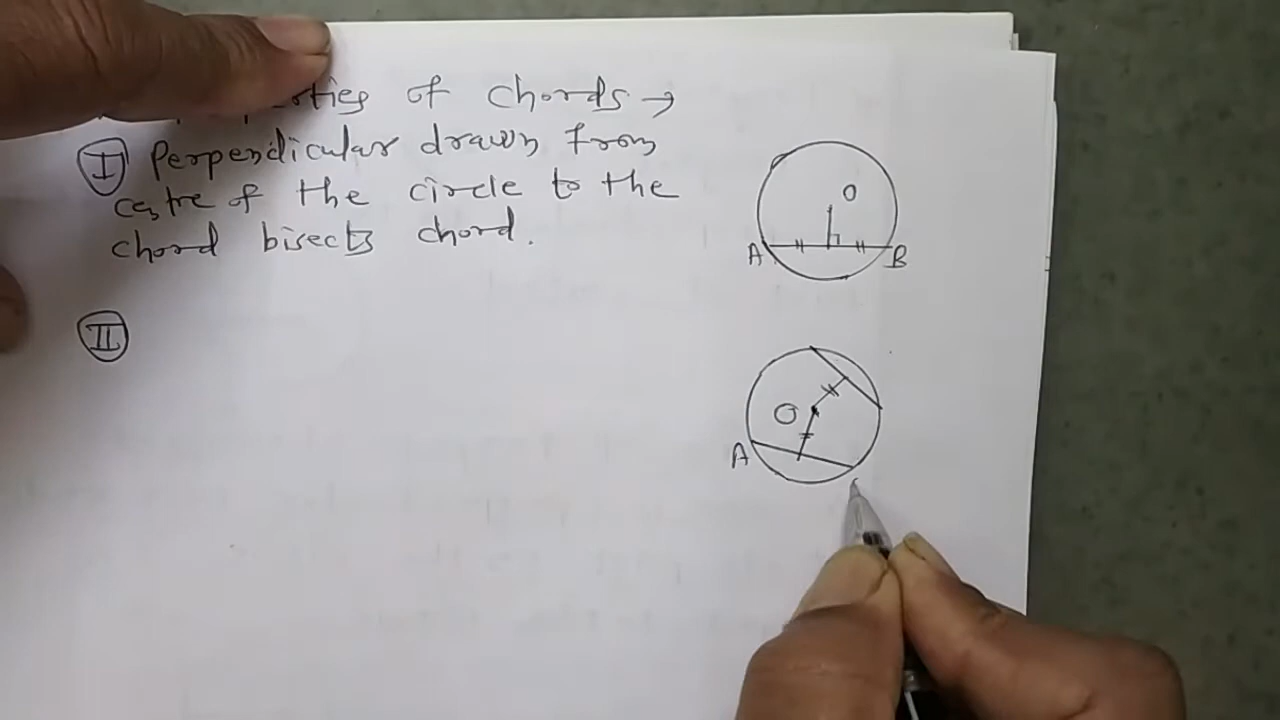 of chords →
I Perpendicular drawn from
centre of the circle to the
chord bisects chord.
O
A B
II
O
A